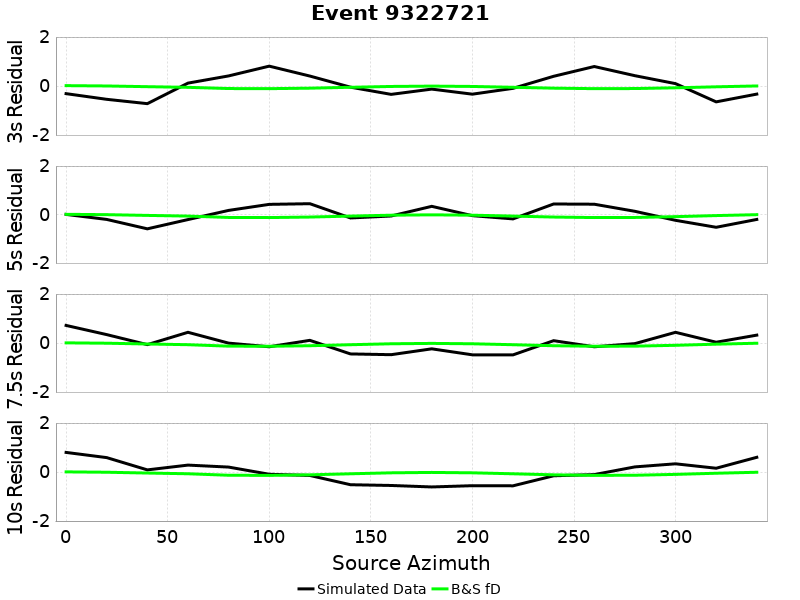 Event 9322721
3s Residual
2
0
-2
5s Residual
2
0
-2
7.5s Residual
2
0
-2
10s Residual
2
0
-2
0 50 100 150 200 250 300
Source Azimuth
Simulated Data B&S fD